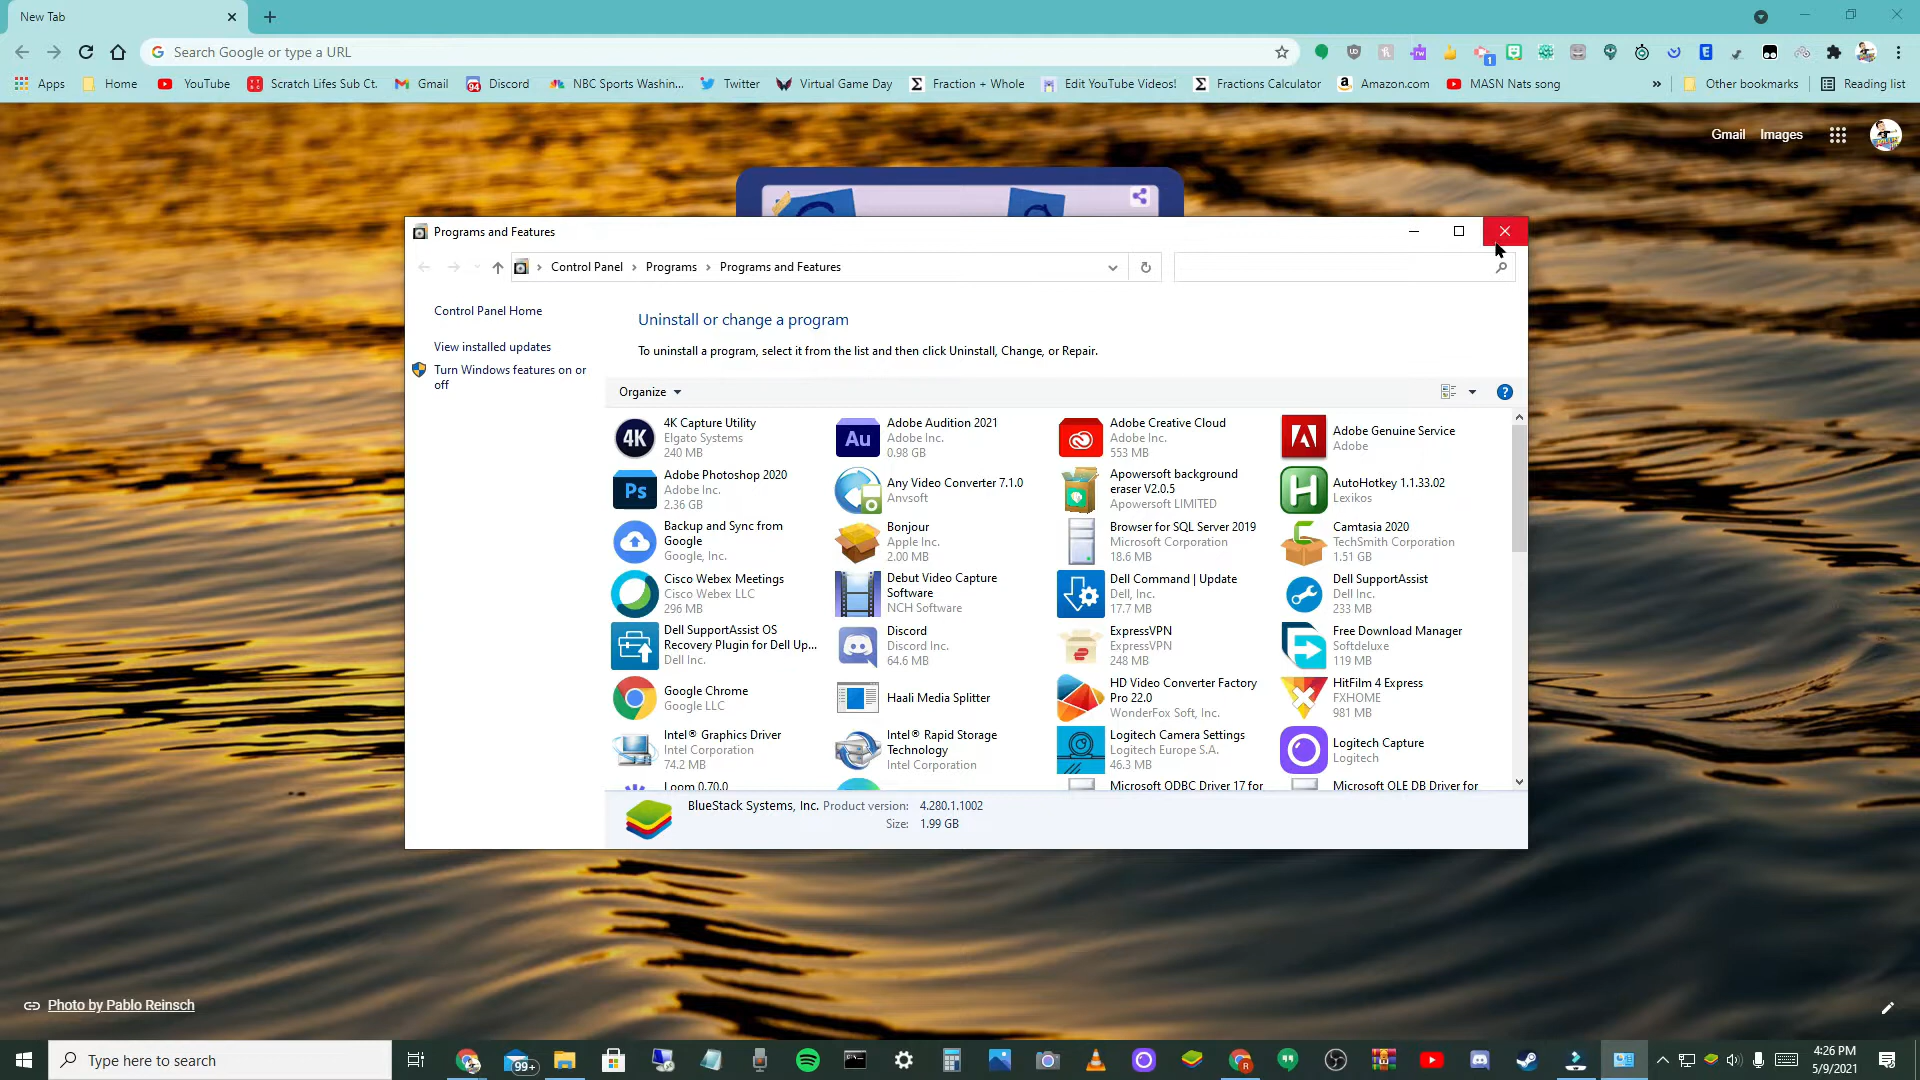 New Tab
Search Google or type a URL
Apps
Home
YouTube
Scratch Lifes Sub Ct.
Gmail
94
Discord
NBC Sports Washin...
Twitter
Virtual Game Day
Fraction + Whole
Edit YouTube Videos!
Fractions Calculator
Amazon.com
MASN Nats song
»
Other bookmarks
Reading list
Gmail
Images
Programs and Features
Control Panel
Programs
Programs and Features
Control Panel Home
View installed updates
Turn Windows features on or
off
Uninstall or change a program
To uninstall a program, select it from the list and then click Uninstall, Change, or Repair.
Organize
4K
4K Capture Utility
Elgato Systems
240 MB
Au
Adobe Audition 2021
Adobe Inc.
0.98 GB
Adobe Creative Cloud
Adobe Inc.
553 MB
Adobe Genuine Service
Adobe
Ps
Adobe Photoshop 2020
Adobe Inc.
2.36 GB
Any Video Converter 7.1.0
Anvsoft
Apowersoft background
eraser V2.0.5
Apowersoft LIMITED
H
AutoHotkey 1.1.33.02
Lexikos
Backup and Sync from
Google
Google, Inc.
Bonjour
Apple Inc.
2.00 MB
Browser for SQL Server 2019
Microsoft Corporation
18.6 MB
Camtasia 2020
TechSmith Corporation
1.51 GB
Cisco Webex Meetings
Cisco Webex LLC
296 MB
Debut Video Capture
Software
NCH Software
Dell Command | Update
Dell, Inc.
17.7 MB
Dell SupportAssist
Dell Inc.
233 MB
Dell SupportAssist OS
Recovery Plugin for Dell Up...
Dell Inc.
Discord
Discord Inc.
64.6 MB
ExpressVPN
ExpressVPN
248 MB
Free Download Manager
Softdeluxe
119 MB
Google Chrome
Google LLC
Haali Media Splitter
HD Video Converter Factory
Pro 22.0
WonderFox Soft, Inc.
HitFilm 4 Express
FXHOME
981 MB
Intel® Graphics Driver
Intel Corporation
74.2 MB
Intel® Rapid Storage
Technology
Intel Corporation
Logitech Camera Settings
Logitech Europe S.A.
46.3 MB
Logitech Capture
Logitech
Loom 0.70.0
Microsoft ODBC Driver 17 for
Microsoft OLE DB Driver for
BlueStack Systems, Inc. Product version: 4.280.1.1002
Size: 1.99 GB
Photo by Pablo Reinsch
Type here to search
99+
R
4:26 PM
5/9/2021